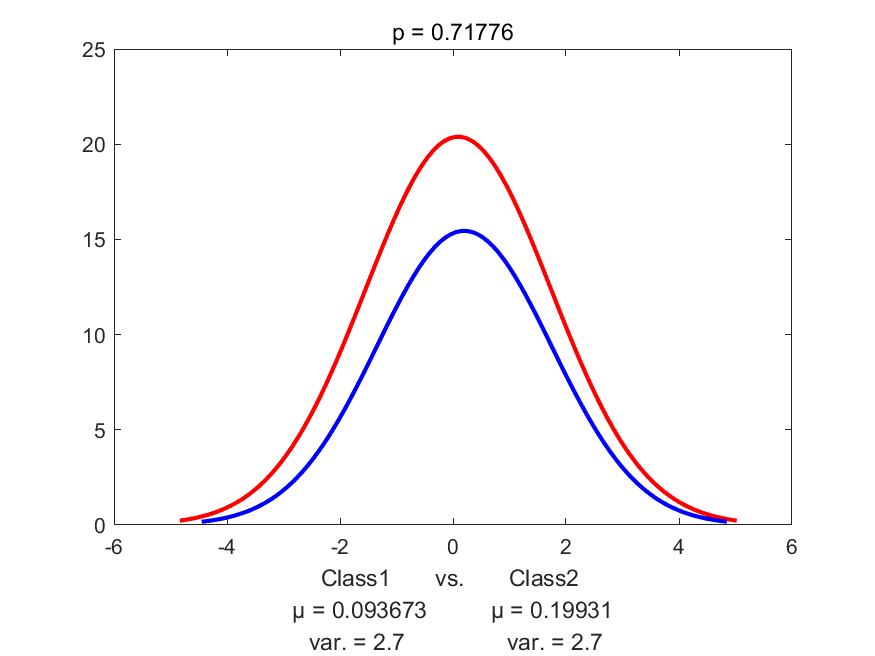 p = 0.71776
25
20
15
10
5
0
-6 -4 -2 0 2 4 6
Class1 vs. Class2
μ = 0.093673 μ = 0.19931
var. = 2.7 var. = 2.7